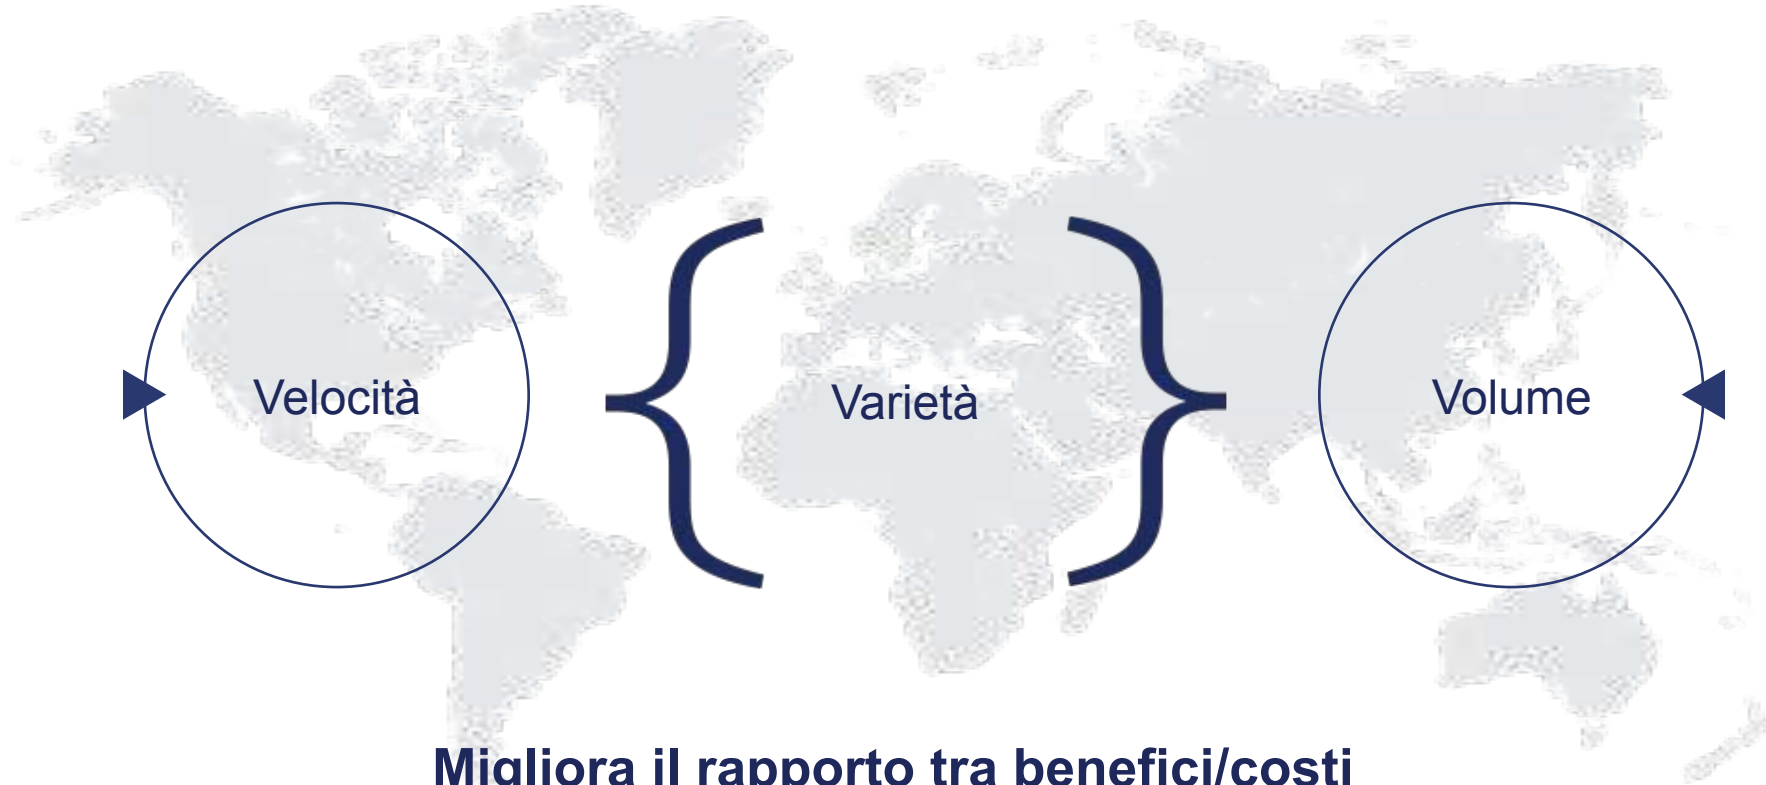 Velocità
Varietà
Volume
Migliora il rapporto tra benefici/costi